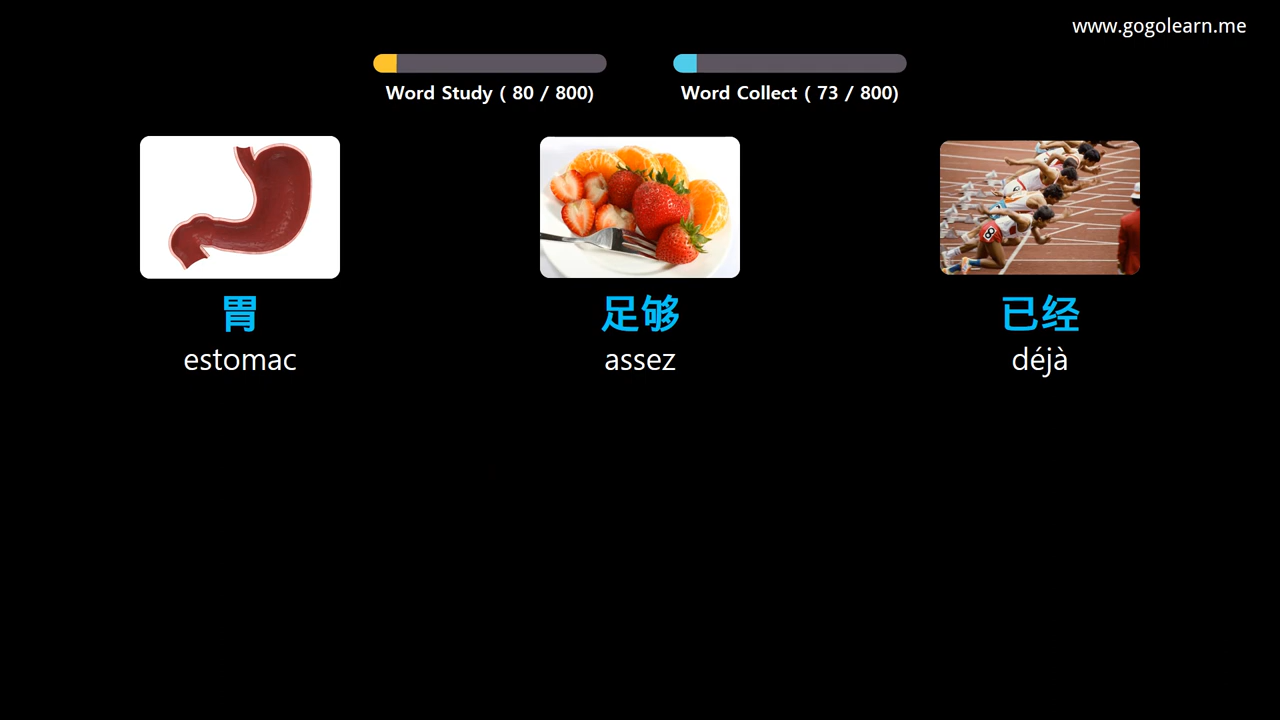 www.gogolearn.me
Word Study ( 80 / 800)
Word Collect ( 73 / 800)
胃
足够
已经
estomac
assez
déjà